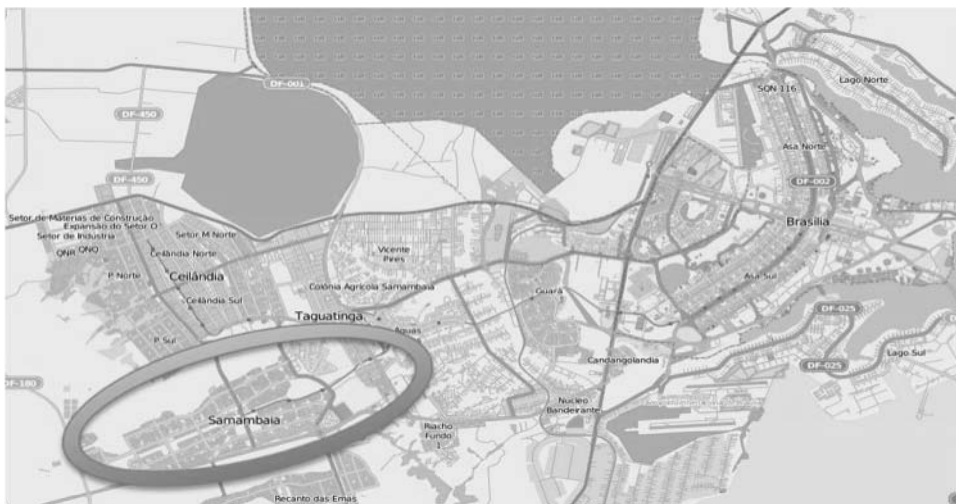 Lago Norte
SQN 116
DF-001
DF-450
Asa Norte
DF-450
DF-002
Setor de Materias de Construção
Expansão do Setor O
Setor de Indústria
Setor M Norte
Brasília
QNR
QNQ
Ceilândia Norte
Vicente
Pires
P. Norte
Ceilândia
Asa Sul
Colônia Agrícola Samambaia
Guará
Ceilândia Sul
DF-025
Taguatinga
Águas
P. Sul
Lago Sul
Candangolandia
DF-025
DF-180
Nucleo
Bandeirante
Samambaia
Riacho
Fundo
1
Recanto das Emas